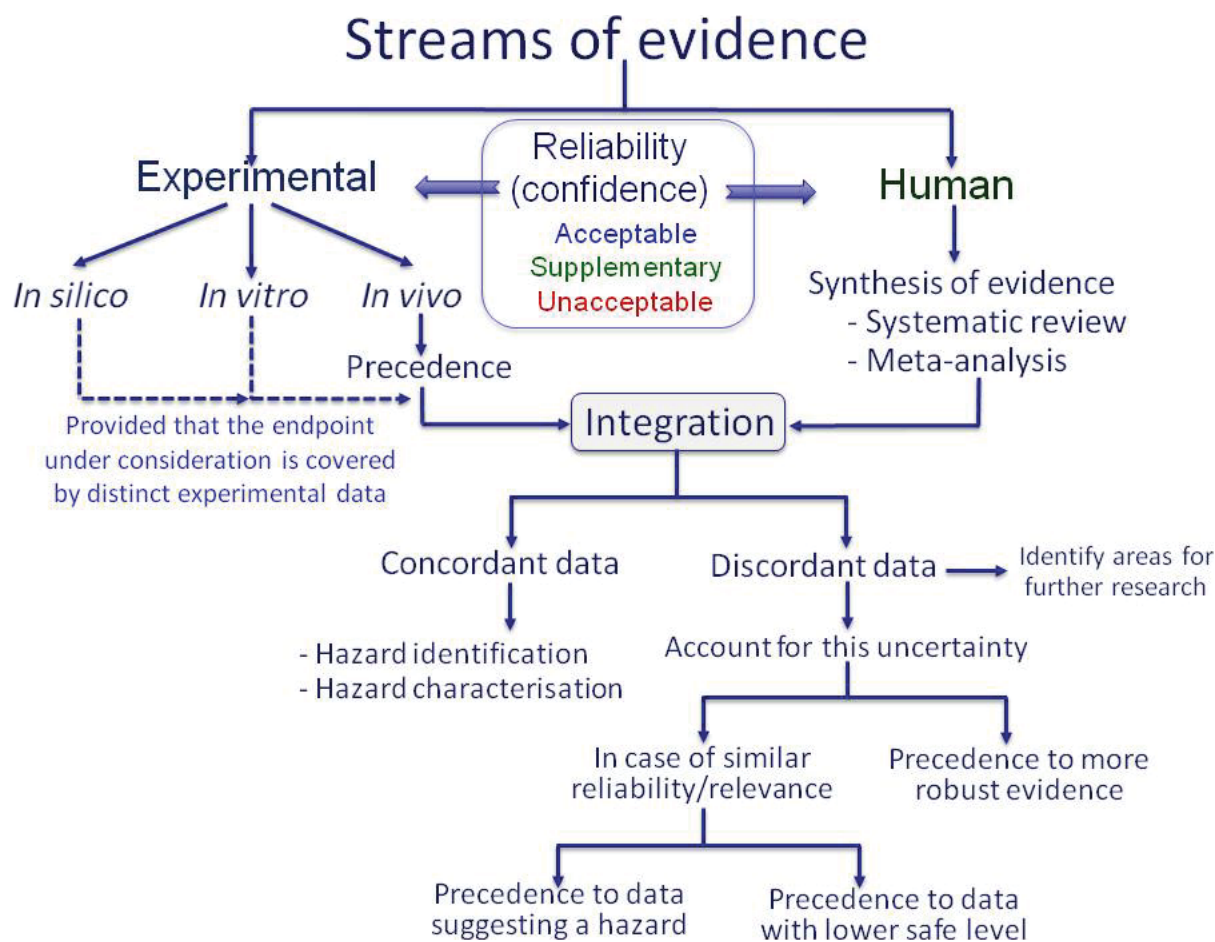 Streams of evidence
Experimental
Reliability
(confidence)
Acceptable
Supplementary
Unacceptable
Human
In silico
In vitro
In vivo
Precedence
Provided that the endpoint
under consideration is covered
by distinct experimental data
Synthesis of evidence
- Systematic review
- Meta-analysis
Integration
Concordant data
- Hazard identification
- Hazard characterisation
Discordant data
Identify areas for
further research
Account for this uncertainty
In case of similar
reliability/relevance
Precedence to more
robust evidence
Precedence to data
suggesting a hazard
Precedence to data
with lower safe level